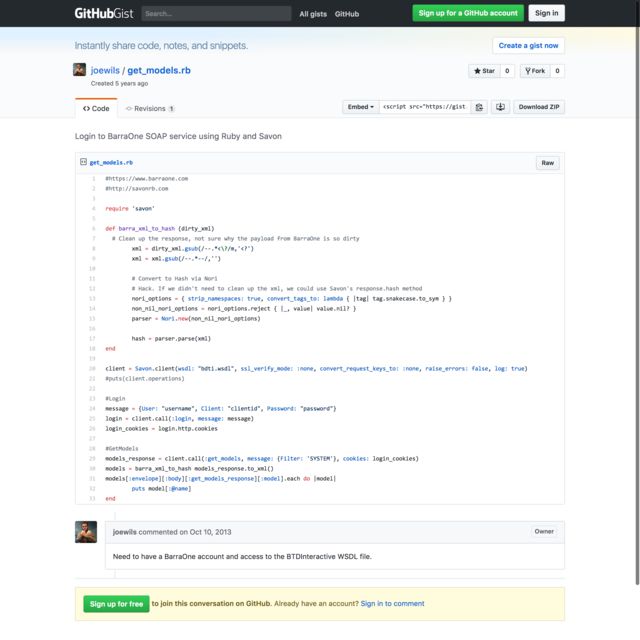 GitHubGist Search... All gists GitHub Sign up for a GitHub account Sign in
Instantly share code, notes, and snippets. Create a gist now
joewils / get_models.rb Star 0 Fork 0
Created 5 years ago
Code Revisions 1 Embed <script src="https://gist Download ZIP
Login to BarraOne SOAP service using Ruby and Savon
get_models.rb Raw
1 #https://www.barraone.com
2 #http://savonrb.com
3
4 require 'savon'
5
6 def barra_xml_to_hash (dirty_xml)
7 # Clean up the response, not sure why the payload from BarraOne is so dirty
8 xml = dirty_xml.gsub(/--.*<\?/m,'<?')
9 xml = xml.gsub(/--.*--/,'')
10
11 # Convert to Hash via Nori
12 # Hack. If we didn't need to clean up the xml, we could use Savon's response.hash method
13 nori_options = { strip_namespaces: true, convert_tags_to: lambda { |tag| tag.snakecase.to_sym } }
14 non_nil_nori_options = nori_options.reject { |_, value| value.nil? }
15 parser = Nori.new(non_nil_nori_options)
16
17 hash = parser.parse(xml)
18 end
19
20 client = Savon.client(wsdl: "bdti.wsdl", ssl_verify_mode: :none, convert_request_keys_to: :none, raise_errors: false, log: true)
21 #puts(client.operations)
22
23 #Login
24 message = {User: "username", Client: "clientid", Password: "password"}
25 login = client.call(:login, message: message)
26 login_cookies = login.http.cookies
27
28 #GetModels
29 models_response = client.call(:get_models, message: {Filter: 'SYSTEM'}, cookies: login_cookies)
30 models = barra_xml_to_hash models_response.to_xml()
31 models[:envelope][:body][:get_models_response][:model].each do |model|
32 puts model[:@name]
33 end
joewils commented on Oct 10, 2013 Owner
Need to have a BarraOne account and access to the BTDInteractive WSDL file.
Sign up for free to join this conversation on GitHub. Already have an account? Sign in to comment